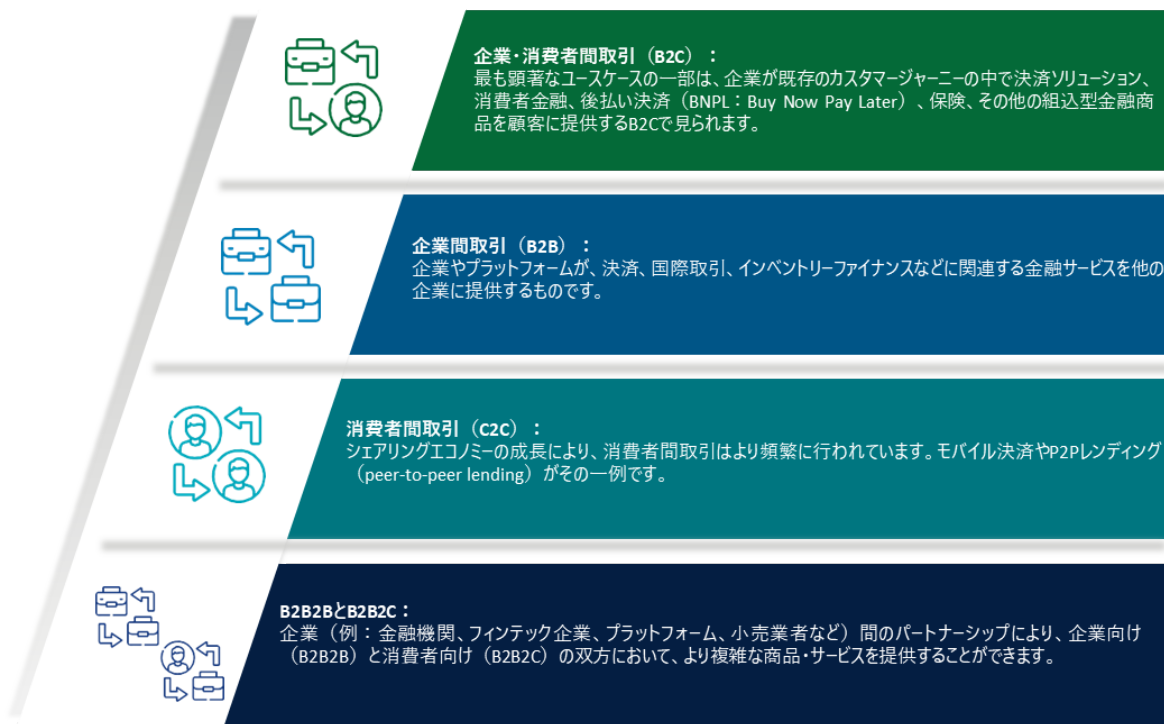 企業・消費者間取引（B2C）：
最も顕著なユースケースの一部は、企業が既存のカスタマージャーニーの中で決済ソリューション、
消費者金融、後払い決済（BNPL：Buy Now Pay Later）、保険、その他の組込型金融商
品を顧客に提供するB2Cで見られます。
企業間取引（B2B）：
企業やプラットフォームが、決済、国際取引、インベントリーファイナンスなどに関連する金融サービスを他の
企業に提供するものです。
消費者間取引（C2C）：
シェアリングエコノミーの成長により、消費者間取引はより頻繁に行われています。モバイル決済やP2Pレンディング
（peer-to-peer lending）がその一例です。
B2B2BとB2B2C：
企業（例：金融機関、フィンテック企業、プラットフォーム、小売業者など）間のパートナーシップにより、企業向け
（B2B2B）と消費者向け（B2B2C）の双方において、より複雑な商品・サービスを提供することができます。